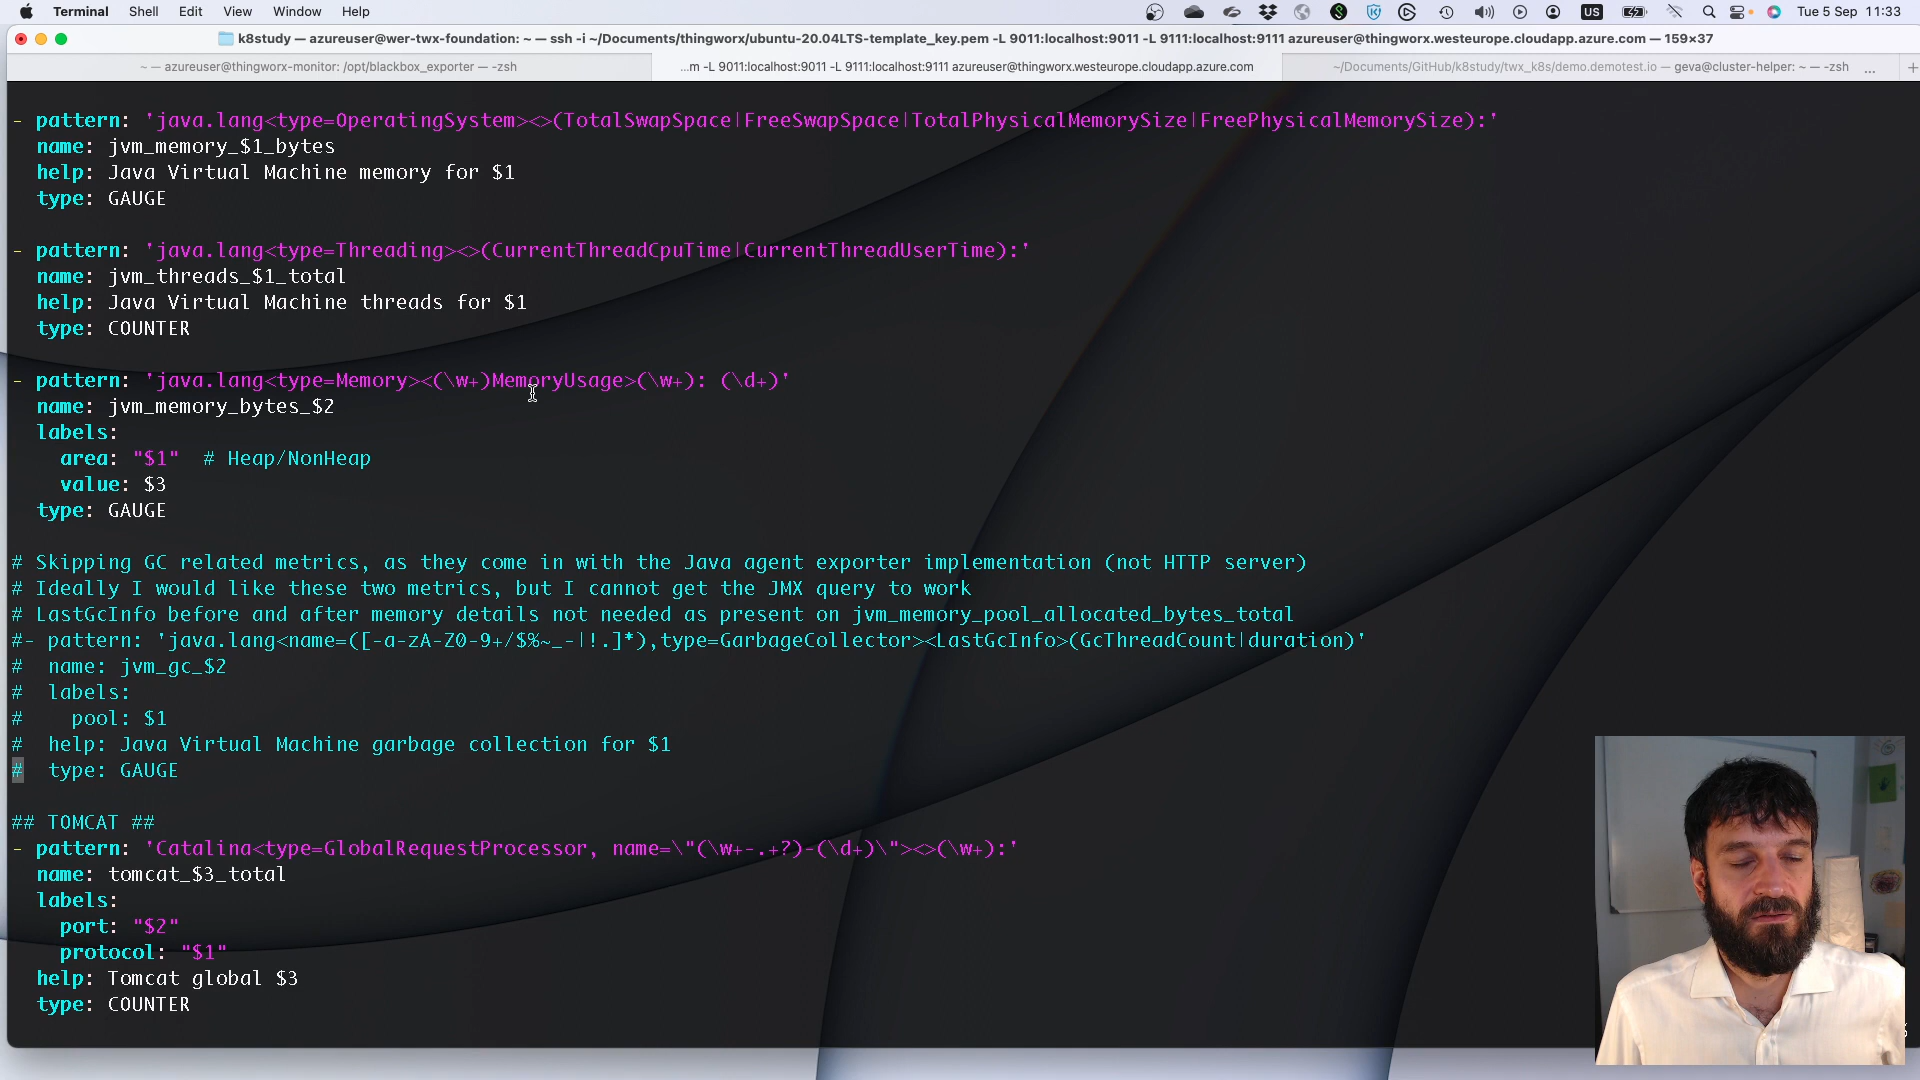 Terminal Shell Edit View Window Help US Tue 5 Sep 11:33
k8study — azureuser@wer-twx-foundation: ~ — ssh -i ~/Documents/thingworx/ubuntu-20.04LTS-template_key.pem -L 9011:localhost:9011 -L 9111:localhost:9111 azureuser@thingworx.westeurope.cloudapp.azure.com — 159×37
~ — azureuser@thingworx-monitor: /opt/blackbox_exporter — -zsh ...m -L 9011:localhost:9011 -L 9111:localhost:9111 azureuser@thingworx.westeurope.cloudapp.azure.com ~/Documents/GitHub/k8study/twx_k8s/demo.demotest.io — geva@cluster-helper: ~ — -zsh ... +
- pattern: 'java.lang<type=OperatingSystem><>(TotalSwapSpace|FreeSwapSpace|TotalPhysicalMemorySize|FreePhysicalMemorySize):'
name: jvm_memory_$1_bytes
help: Java Virtual Machine memory for $1
type: GAUGE
- pattern: 'java.lang<type=Threading><>(CurrentThreadCpuTime|CurrentThreadUserTime):'
name: jvm_threads_$1_total
help: Java Virtual Machine threads for $1
type: COUNTER
- pattern: 'java.lang<type=Memory><(\w+)MemoryUsage>(\w+): (\d+)'
name: jvm_memory_bytes_$2
labels:
area: "$1"  # Heap/NonHeap
value: $3
type: GAUGE
# Skipping GC related metrics, as they come in with the Java agent exporter implementation (not HTTP server)
# Ideally I would like these two metrics, but I cannot get the JMX query to work
# LastGcInfo before and after memory details not needed as present on jvm_memory_pool_allocated_bytes_total
#- pattern: 'java.lang<name=([-a-zA-Z0-9+/$%~_-|!.]*),type=GarbageCollector><LastGcInfo>(GcThreadCount|duration)'
#  name: jvm_gc_$2
#  labels:
#    pool: $1
#  help: Java Virtual Machine garbage collection for $1
#  type: GAUGE
## TOMCAT ##
- pattern: 'Catalina<type=GlobalRequestProcessor, name=\"(\w+-.+?)-(\d+)\"><>(\w+):'
name: tomcat_$3_total
labels:
port: "$2"
protocol: "$1"
help: Tomcat global $3
type: COUNTER